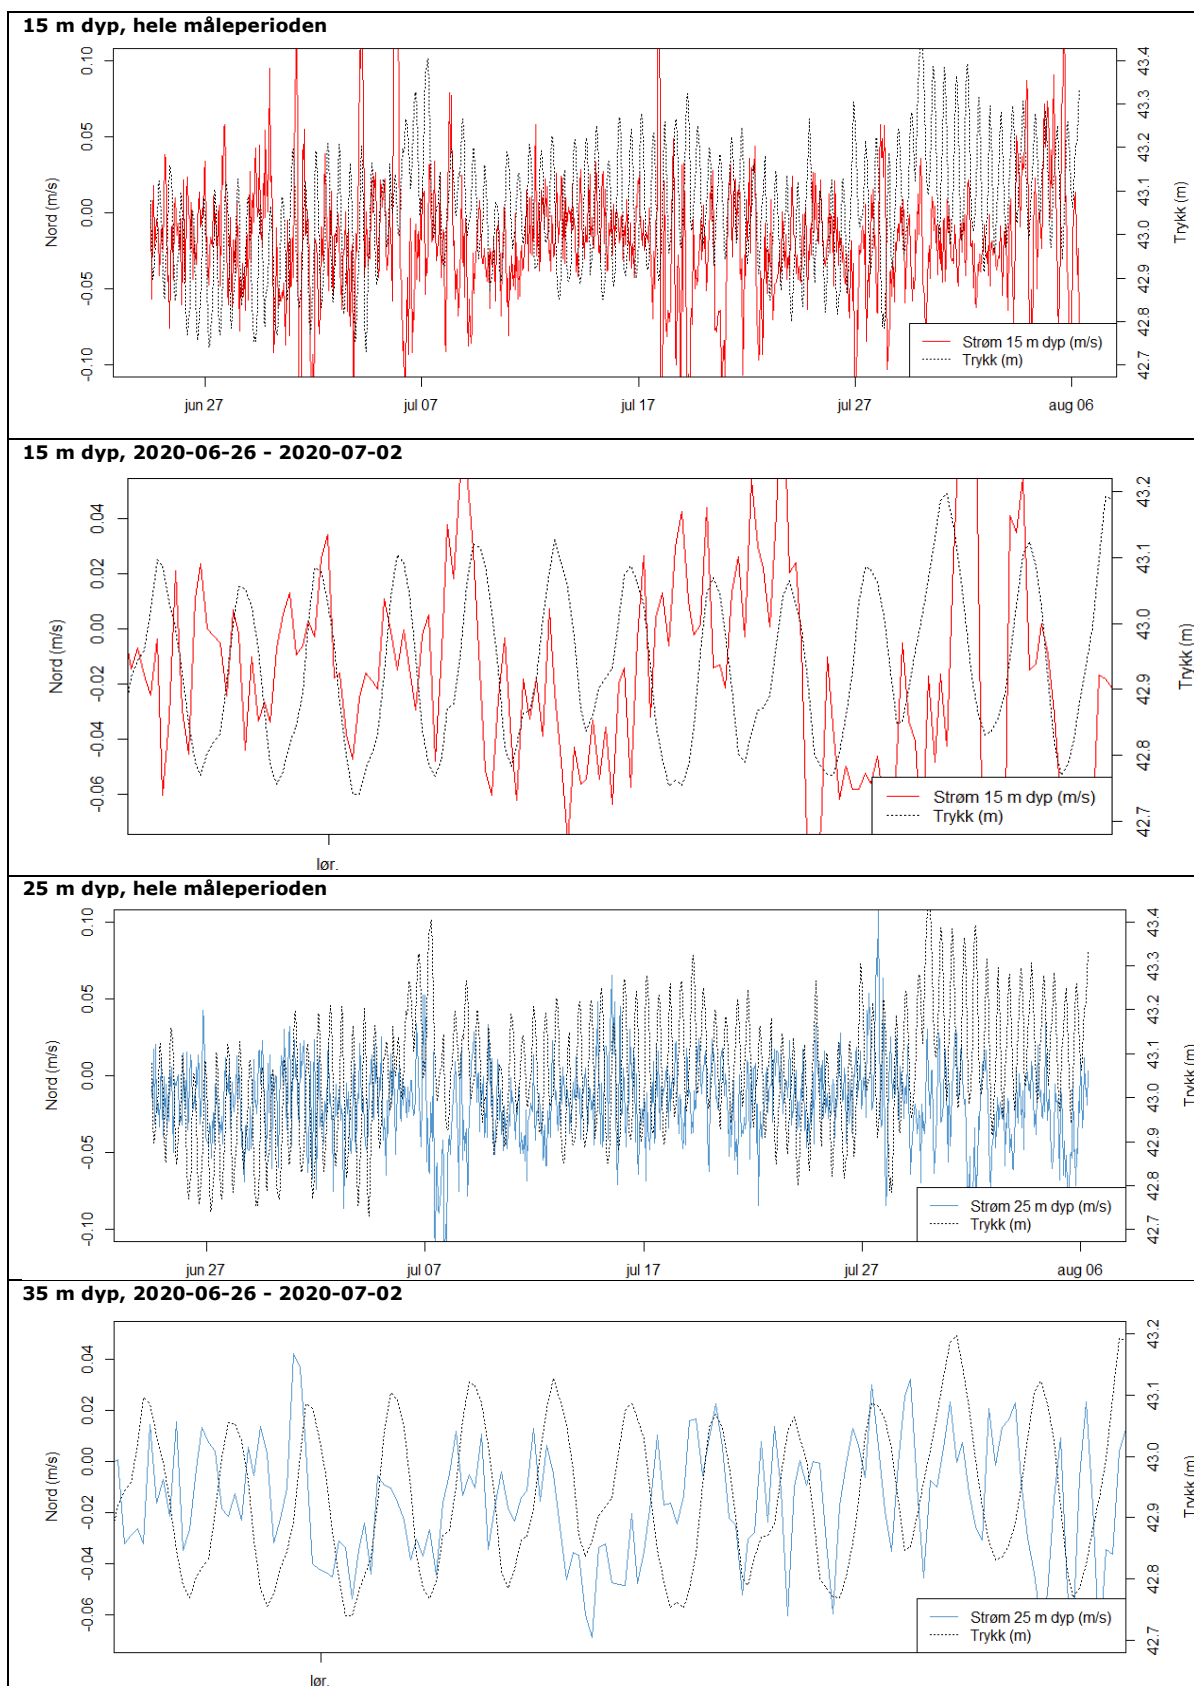 15 m dyp, hele måleperioden
Nord (m/s)
0.10
0.05
0.00
-0.05
-0.10
43.4
43.3
43.2
43.1
43.0
42.9
42.8
42.7
Trykk (m)
Strøm 15 m dyp (m/s)
Trykk (m)
jun 27
jul 07
jul 17
jul 27
aug 06
15 m dyp, 2020-06-26 - 2020-07-02
Nord (m/s)
0.04
0.02
0.00
-0.02
-0.04
-0.06
43.2
43.1
43.0
42.9
42.8
42.7
Trykk (m)
Strøm 15 m dyp (m/s)
Trykk (m)
lør.
25 m dyp, hele måleperioden
Nord (m/s)
0.10
0.05
0.00
-0.05
-0.10
43.4
43.3
43.2
43.1
43.0
42.9
42.8
42.7
Trykk (m)
Strøm 25 m dyp (m/s)
Trykk (m)
jun 27
jul 07
jul 17
jul 27
aug 06
35 m dyp, 2020-06-26 - 2020-07-02
Nord (m/s)
0.04
0.02
0.00
-0.02
-0.04
-0.06
43.2
43.1
43.0
42.9
42.8
42.7
Trykk (m)
Strøm 25 m dyp (m/s)
Trykk (m)
lør.